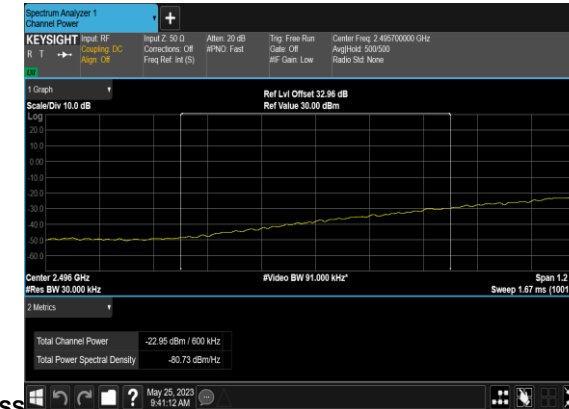 Spectrum Analyzer 1
Channel Power
+
KEYSIGHT
R T
Input: RF
Coupling: DC
Align: Off
Input Z: 50 Ω
Corrections: Off
Freq Ref: Int (S)
Atten: 20 dB
#PNO: Fast
Trig: Free Run
Gate: Off
#IF Gain: Low
Center Freq: 2.495700000 GHz
Avg|Hold: 500/500
Radio Std: None
1 Graph
Scale/Div 10.0 dB
Ref Lvl Offset 32.96 dB
Ref Value 30.00 dBm
Log
20.0
10.0
0.00
-10.0
-20.0
-30.0
-40.0
-50.0
-60.0
Center 2.496 GHz
#Video BW 91.000 kHz*
Span 1.2
#Res BW 30.000 kHz
Sweep 1.67 ms (1001
2 Metrics
Total Channel Power -22.95 dBm / 600 kHz
Total Power Spectral Density -80.73 dBm/Hz
ss
? May 25, 2023
9:41:12 AM